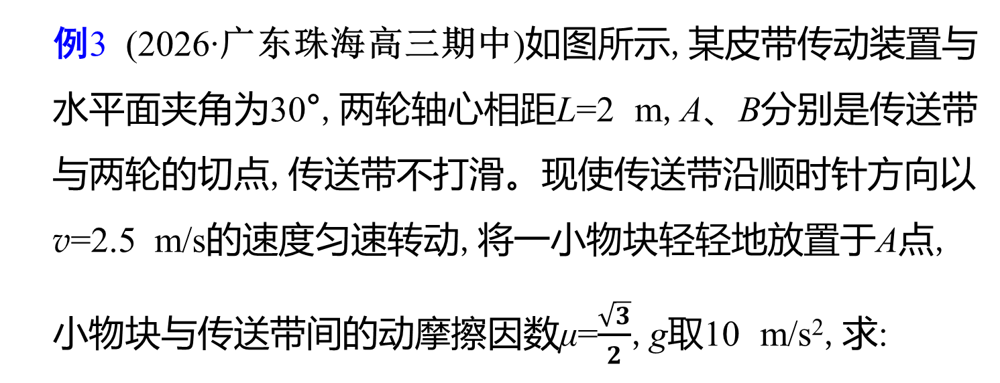 例3 (2026·广东珠海高三期中)如图所示, 某皮带传动装置与
水平面夹角为30°, 两轮轴心相距L=2 m, A、B分别是传送带
与两轮的切点, 传送带不打滑。现使传送带沿顺时针方向以
v=2.5 m/s的速度匀速转动, 将一小物块轻轻地放置于A点,
小物块与传送带间的动摩擦因数μ=√3/2, g取10 m/s², 求: